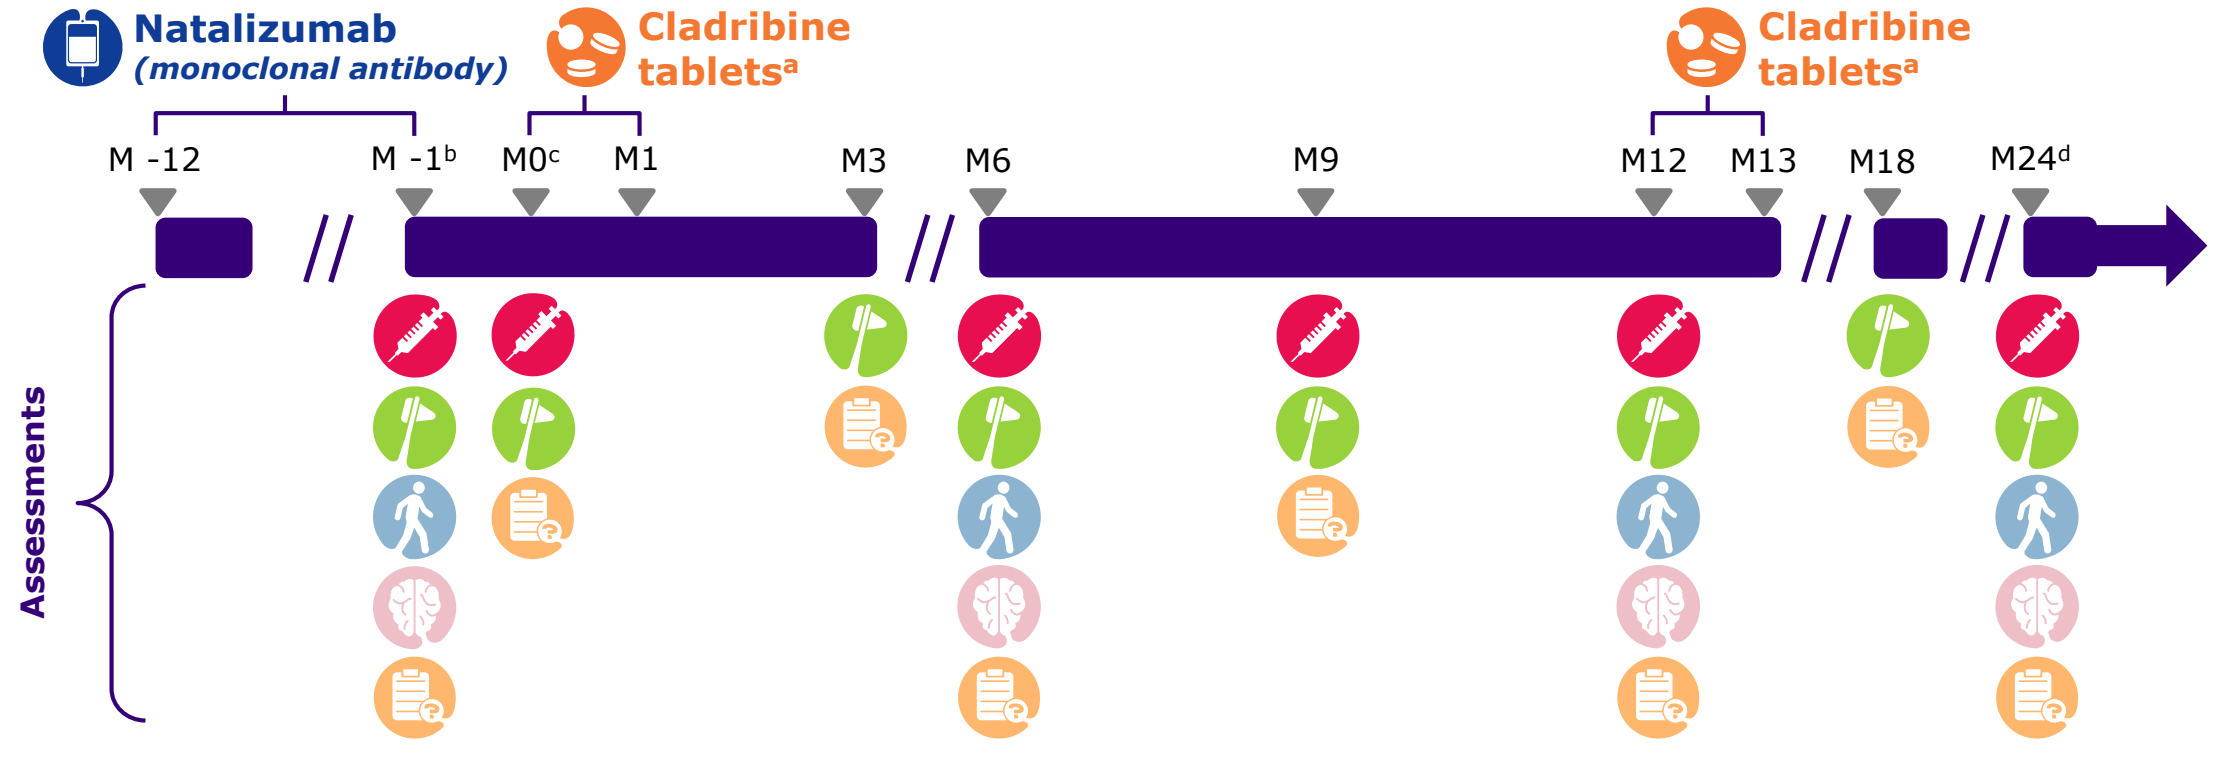 Natalizumab
(monoclonal antibody)
Cladribine
tabletsᵃ
Cladribine
tabletsᵃ
M -12
M -1ᵇ
M0ᶜ
M1
M3
M6
M9
M12
M13
M18
M24ᵈ
Assessments
?
?
?
?
?
?
?
?